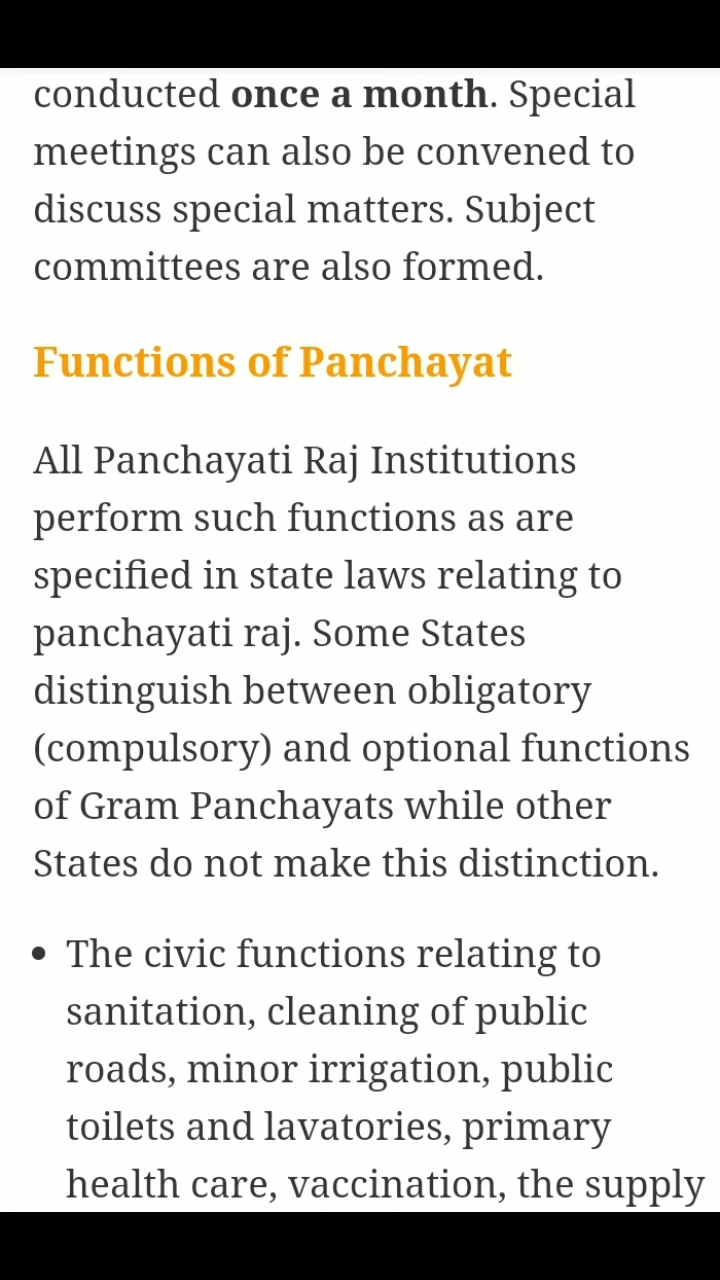 conducted once a month. Special
meetings can also be convened to
discuss special matters. Subject
committees are also formed.
Functions of Panchayat
All Panchayati Raj Institutions
perform such functions as are
specified in state laws relating to
panchayati raj. Some States
distinguish between obligatory
(compulsory) and optional functions
of Gram Panchayats while other
States do not make this distinction.
• The civic functions relating to
sanitation, cleaning of public
roads, minor irrigation, public
toilets and lavatories, primary
health care, vaccination, the supply